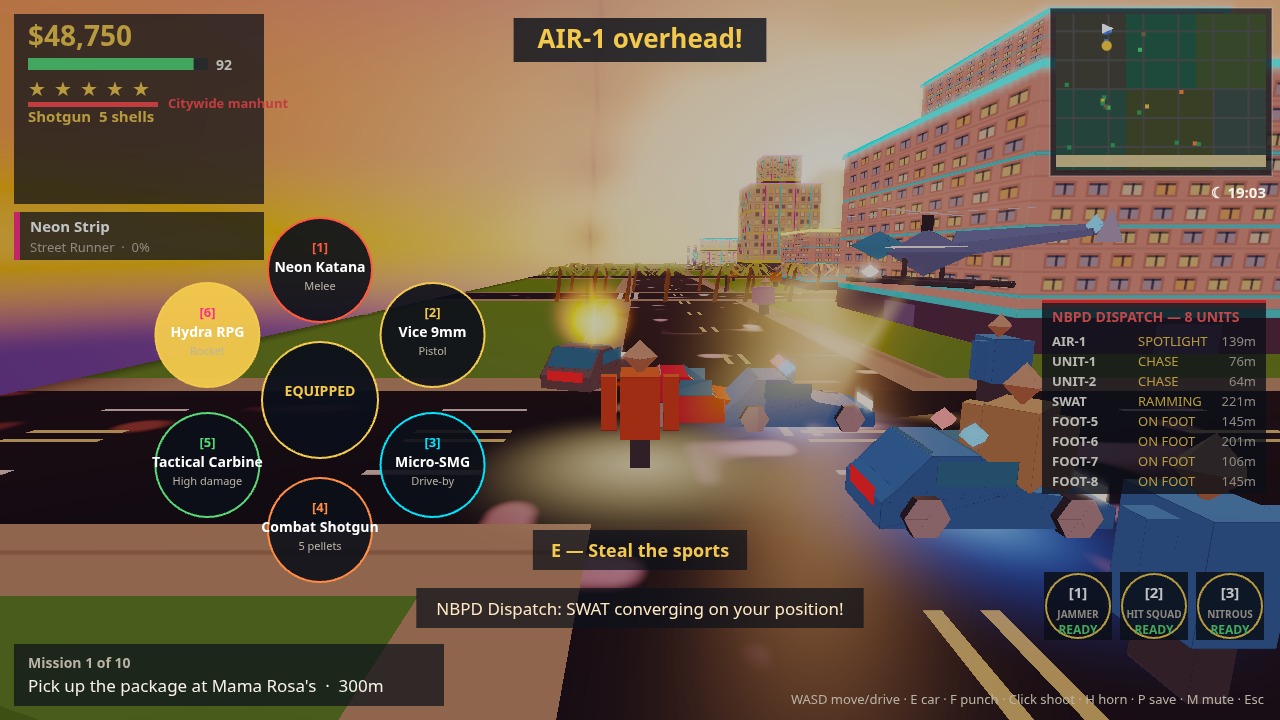 $48,750
92
★ ★ ★ ★ ★
Citywide manhunt
Shotgun 5 shells
Neon Strip
Street Runner · 0%
AIR-1 overhead!
☾ 19:03
[1]
Neon Katana
Melee
[2]
Vice 9mm
Pistol
[3]
Micro-SMG
Drive-by
[4]
Combat Shotgun
5 pellets
[5]
Tactical Carbine
High damage
[6]
Hydra RPG
Rocket
EQUIPPED
NBPD DISPATCH — 8 UNITS
AIR-1 SPOTLIGHT 139m
UNIT-1 CHASE 76m
UNIT-2 CHASE 64m
SWAT RAMMING 221m
FOOT-5 ON FOOT 145m
FOOT-6 ON FOOT 201m
FOOT-7 ON FOOT 106m
FOOT-8 ON FOOT 145m
E — Steal the sports
NBPD Dispatch: SWAT converging on your position!
[1]
JAMMER
READY
[2]
HIT SQUAD
READY
[3]
NITROUS
READY
Mission 1 of 10
Pick up the package at Mama Rosa's · 300m
WASD move/drive · E car · F punch · Click shoot · H horn · P save · M mute · Esc